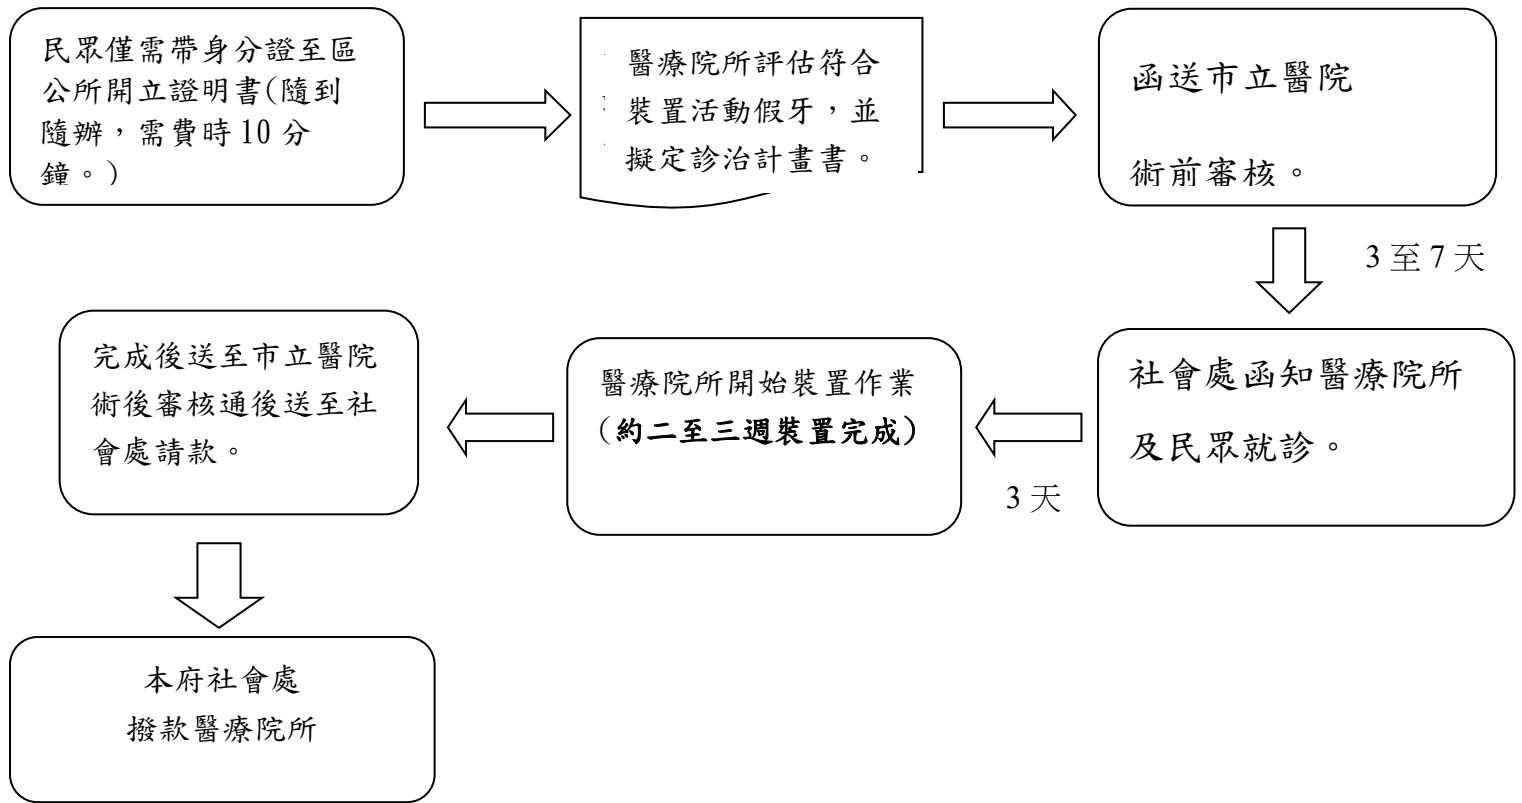 民眾僅需帶身分證至區
公所開立證明書(隨到
隨辦，需費時10分
鐘。)
醫療院所評估符合
裝置活動假牙，並
擬定診治計畫書。
函送市立醫院
術前審核。
3至7天
社會處函知醫療院所
及民眾就診。
3天
醫療院所開始裝置作業
(約二至三週裝置完成)
完成後送至市立醫院
術後審核通後送至社
會處請款。
本府社會處
撥款醫療院所